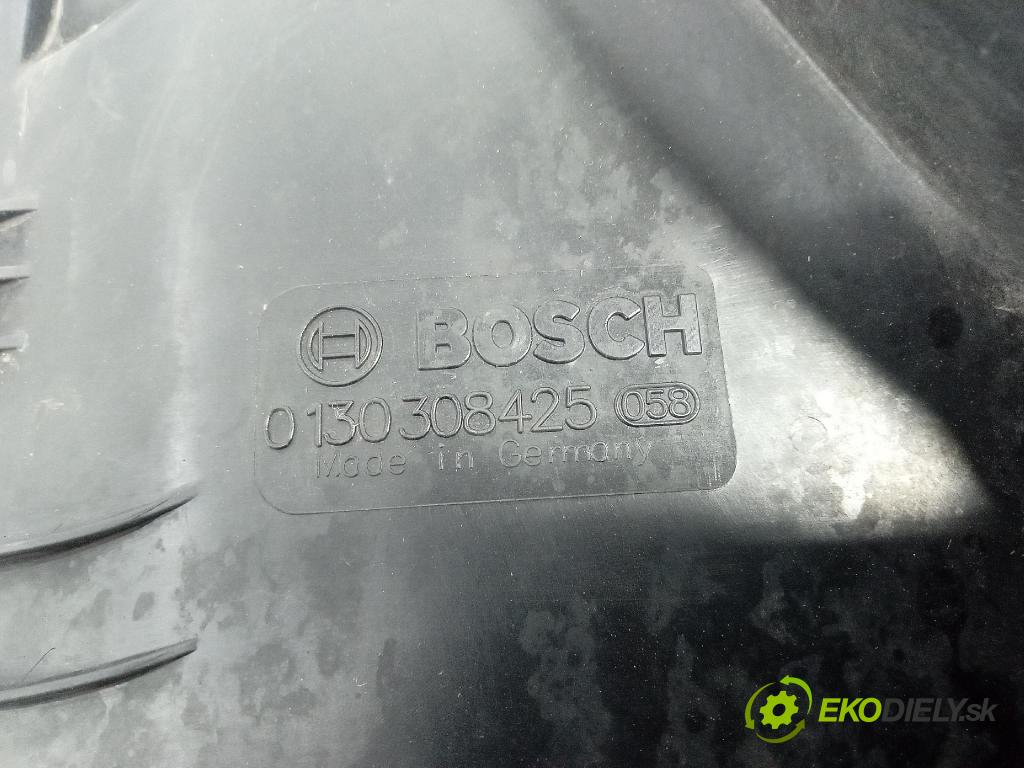 BOSCH
0 130 308 425 058
Made in Germany
EKODIELY.sk